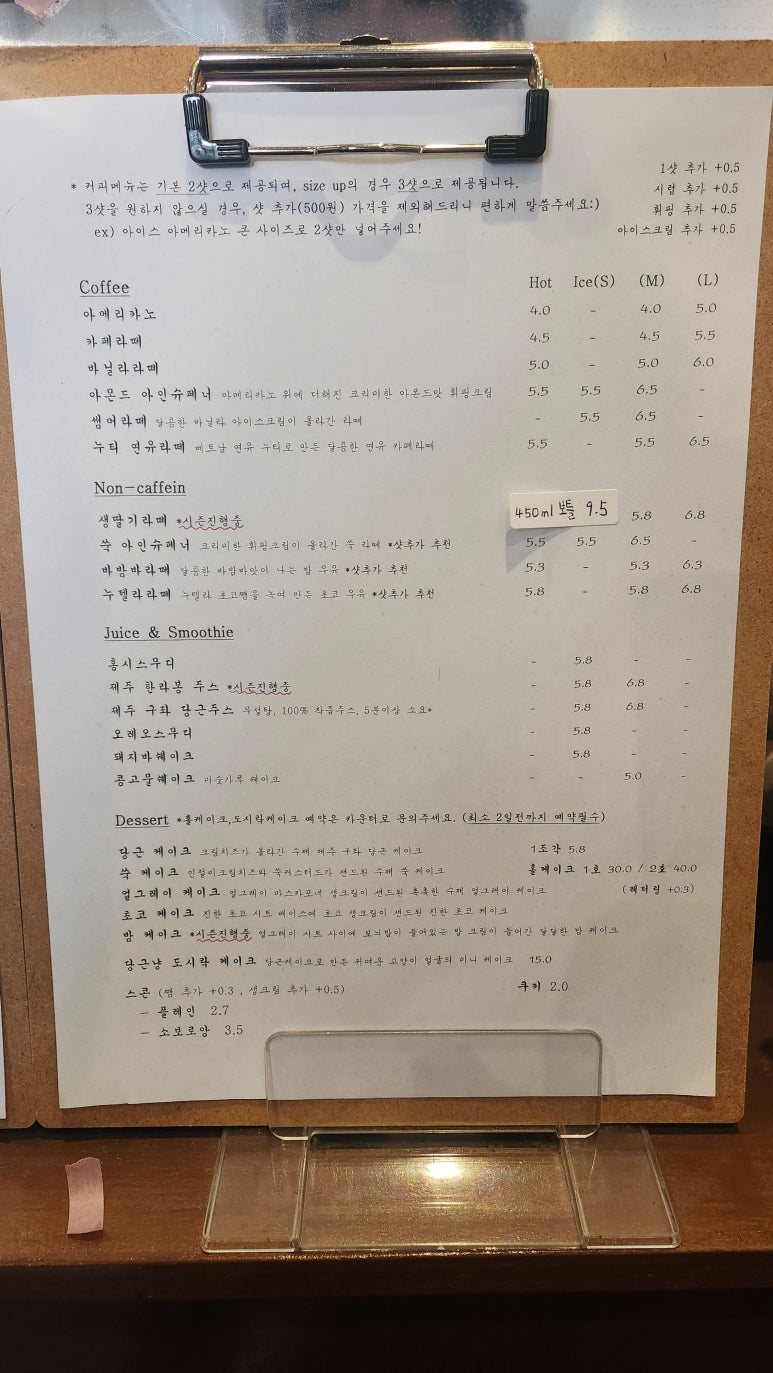 * 커피메뉴는 기본 2샷으로 제공되며, size up의 경우 3샷으로 제공됩니다.
3샷을 원하지 않으실 경우, 샷 추가(500원) 가격을 제외해드리니 편하게 말씀주세요:)
ex) 아이스 아메리카노 큰 사이즈로 2샷만 넣어주세요!
1샷 추가 +0.5
시럽 추가 +0.5
휘핑 추가 +0.5
아이스크림 추가 +0.5
Coffee Hot Ice(S) (M) (L)
아메리카노 4.0 - 4.0 5.0
카페라떼 4.5 - 4.5 5.5
바닐라라떼 5.0 - 5.0 6.0
아몬드 아인슈페너 아메리카노 위에 더해진 크리미한 아몬드맛 휘핑크림 5.5 5.5 6.5 -
썸머라떼 달콤한 바닐라 아이스크림이 올라간 라떼 - 5.5 6.5 -
누티 연유라떼 베트남 연유 누티로 만든 달콤한 연유 카페라떼 5.5 - 5.5 6.5
Non-caffein
생딸기라떼 *시즌진행중 450ml 보틀 9.5 5.8 6.8
쑥 아인슈페너 크리미한 휘핑크림이 올라간 쑥 라떼 *샷추가 추천 5.5 5.5 6.5 -
바밤바라떼 달콤한 바밤바맛이 나는 밤 우유 *샷추가 추천 5.3 - 5.3 6.3
누텔라라떼 누텔라 초코잼을 녹여 만든 초코 우유 *샷추가 추천 5.8 - 5.8 6.8
Juice & Smoothie
홍시스무디 - 5.8 - -
제주 한라봉 주스 *시즌진행중 - 5.8 6.8 -
제주 구좌 당근주스 무설탕, 100% 착즙주스, 5분이상 소요* - 5.8 6.8 -
오레오스무디 - 5.8 - -
돼지바쉐이크 - 5.8 - -
콩고물쉐이크 미숫가루 쉐이크 - - 5.0 -
Dessert *홀케이크,도시락케이크 예약은 카운터로 문의주세요. (최소 2일전까지 예약필수)
당근 케이크 크림치즈가 올라간 수제 제주 구좌 당근 케이크 1조각 5.8
쑥 케이크 인절미크림치즈와 쑥커스터드가 샌드된 수제 쑥 케이크 홀케이크 1호 30.0 / 2호 40.0
얼그레이 케이크 얼그레이 마스카포네 생크림이 샌드된 촉촉한 수제 얼그레이 케이크 (레터링 +0.3)
초코 케이크 진한 초코 시트 베이스에 초코 생크림이 샌드된 진한 초코 케이크
밤 케이크 *시즌진행중 얼그레이 시트 사이에 보늬밤이 들어있는 밤 크림이 들어간 달달한 밤 케이크
당근냥 도시락 케이크 당근케이크로 만든 귀여운 고양이 얼굴의 미니 케이크 15.0
스콘 (잼 추가 +0.3 , 생크림 추가 +0.5) 쿠키 2.0
- 플레인 2.7
- 소보로앙 3.5